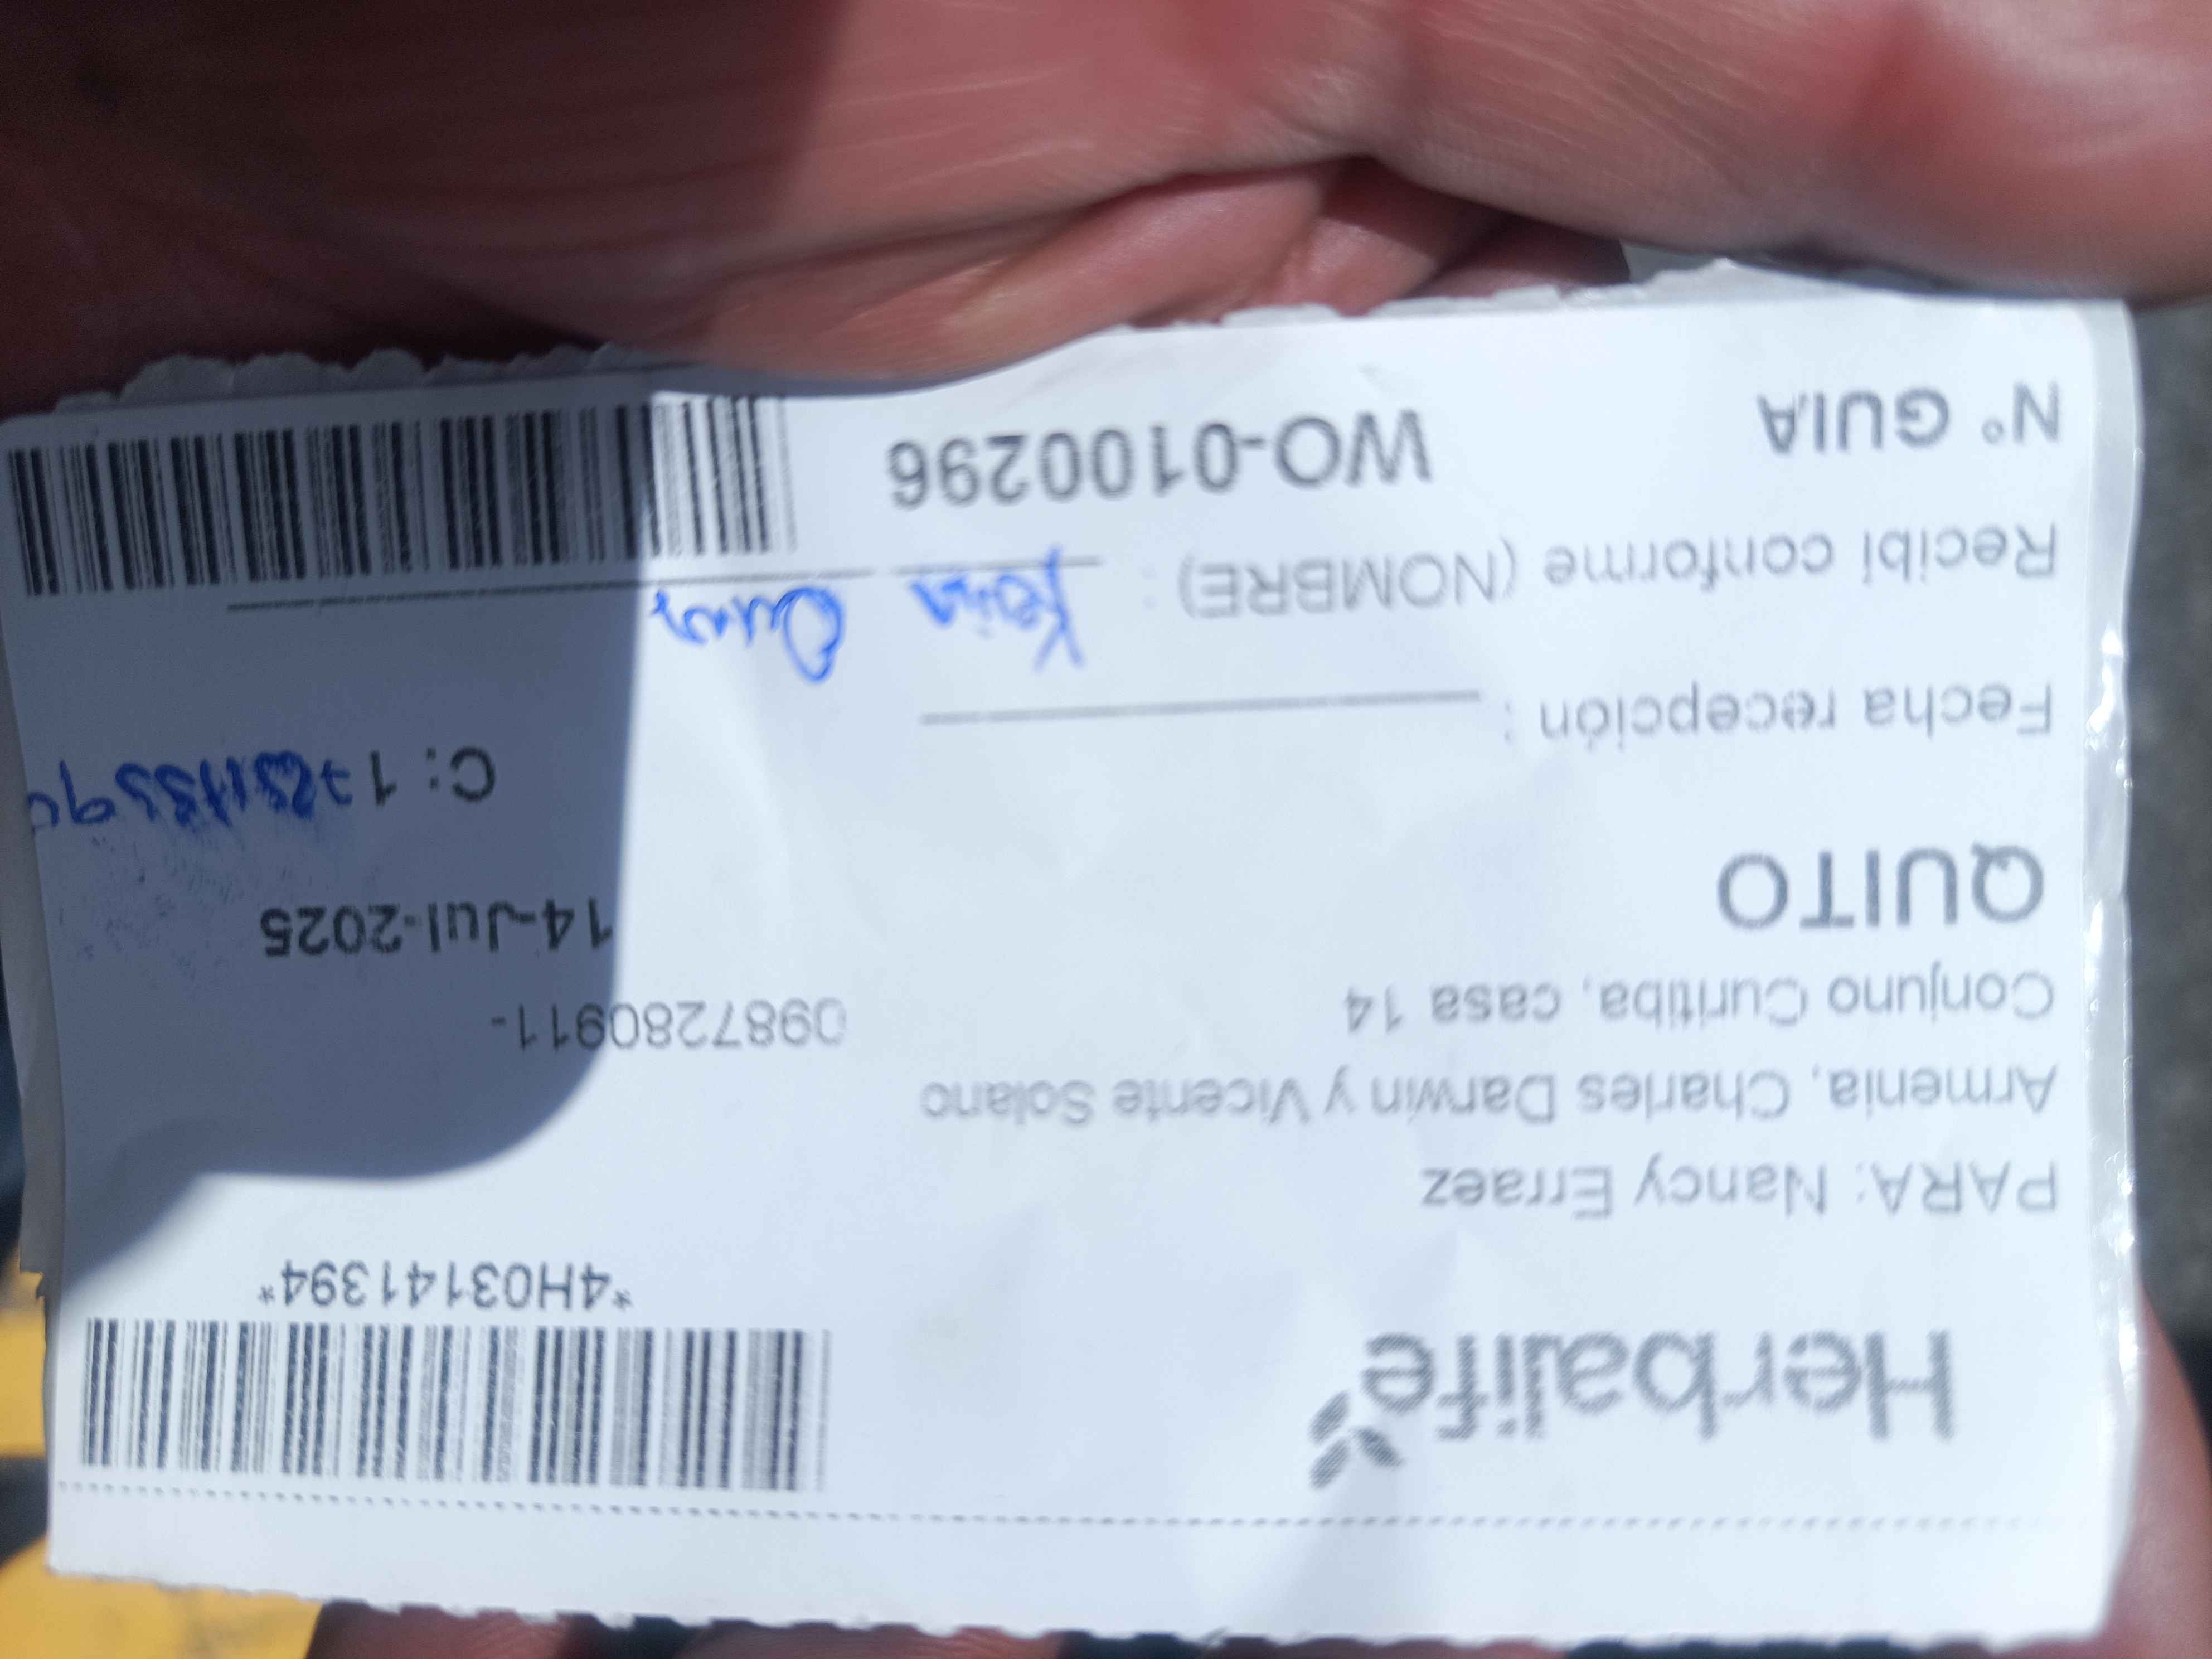 Herbalife
*4H03141394*
PARA: Nancy Erraez
Armenia, Charles Darwin y Vicente Solano
Conjuno Curitiba, casa 14
0987280911-
QUITO
14-Jul-2025
Fecha recepción :
C: 1
Recibí conforme (NOMBRE) :
N° GUIA
WO-0100296